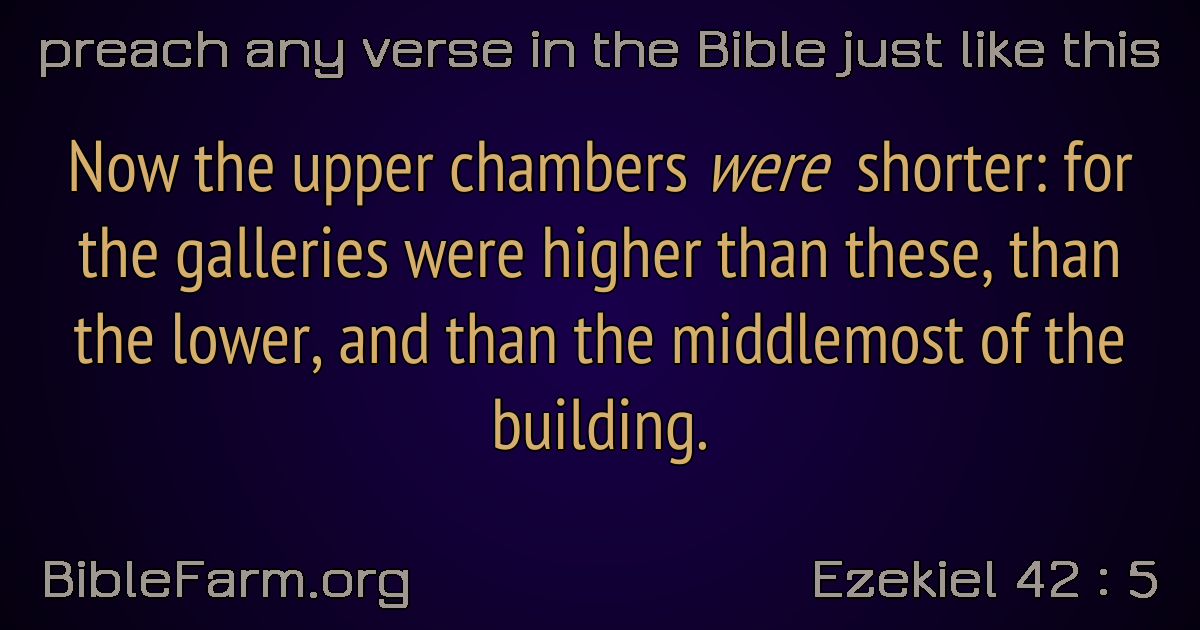 preach any verse in the Bible just like this
Now the upper chambers were shorter: for
the galleries were higher than these, than
the lower, and than the middlemost of the
building.
BibleFarm.org
Ezekiel 42 : 5